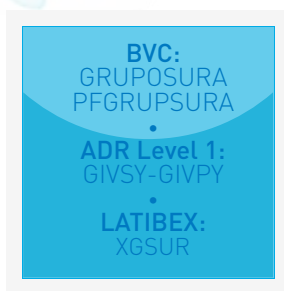 BVC:
GRUPOSURA
PFGRUPSURA
•
ADR Level 1:
GIVSY-GIVPY
•
LATIBEX:
XGSUR